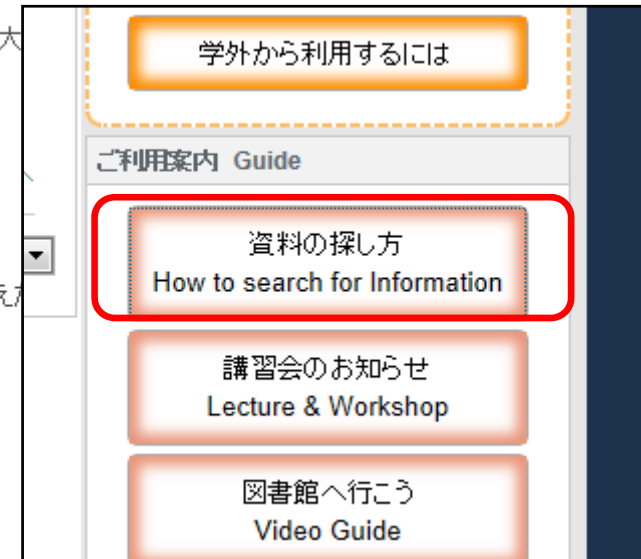 大
学外から利用するには
ご利用案内 Guide
資料の探し方
How to search for Information
講習会のお知らせ
Lecture & Workshop
図書館へ行こう
Video Guide